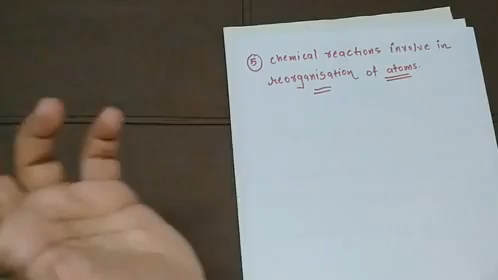 ⑤ chemical reactions involve in
reorganisation of atoms.